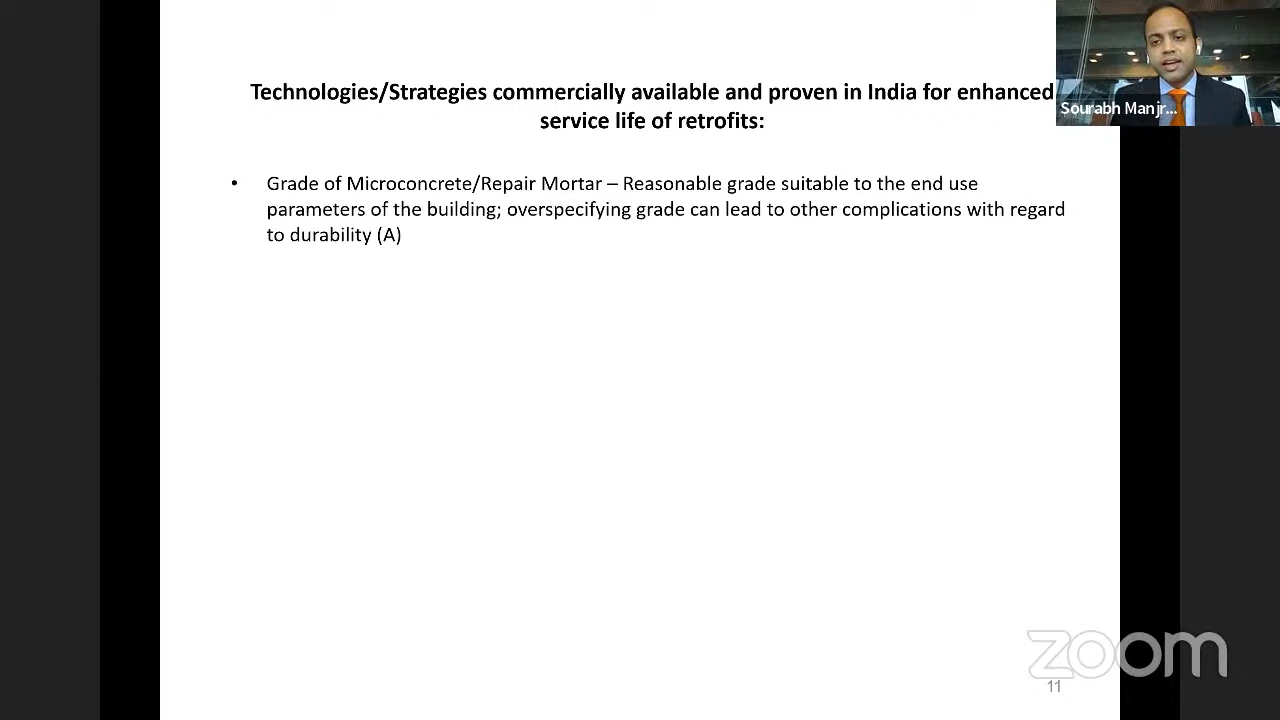 Technologies/Strategies commercially available and proven in India for enhanced
service life of retrofits:
Sourabh Manjr...
• Grade of Microconcrete/Repair Mortar – Reasonable grade suitable to the end use
parameters of the building; overspecifying grade can lead to other complications with regard
to durability (A)
zoom
11